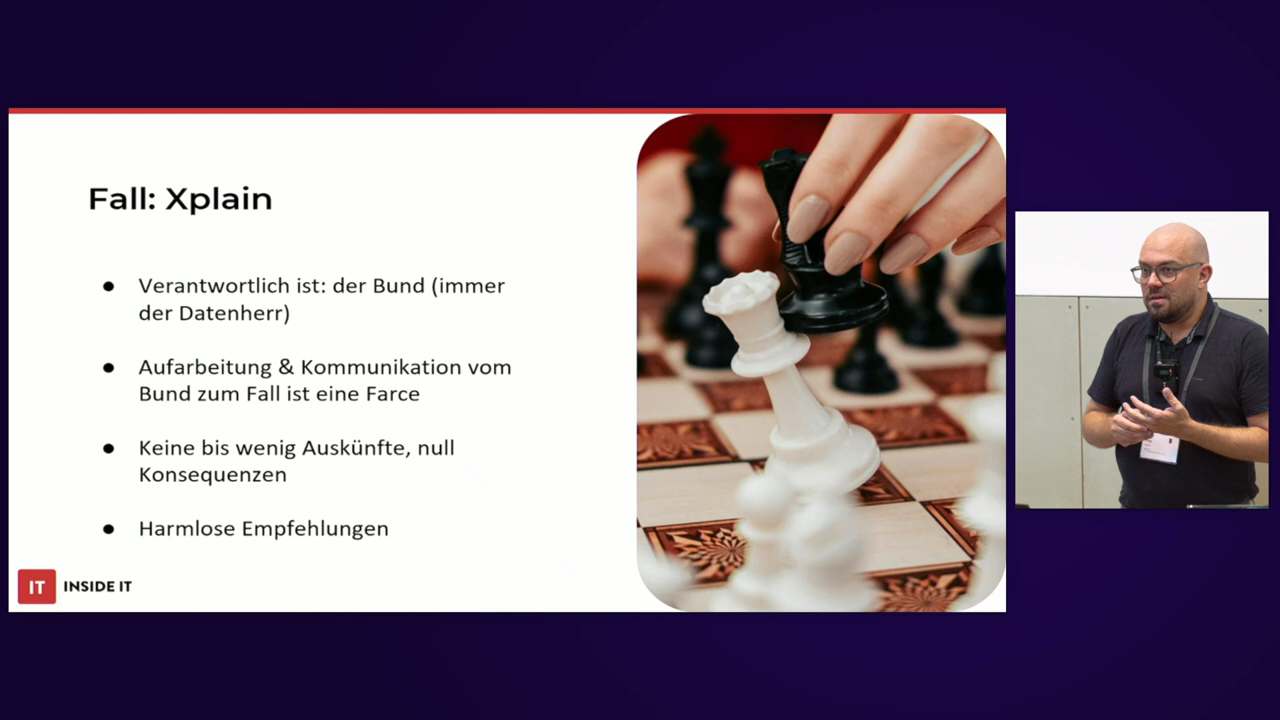 Fall: Xplain
● Verantwortlich ist: der Bund (immer
der Datenherr)
● Aufarbeitung & Kommunikation vom
Bund zum Fall ist eine Farce
● Keine bis wenig Auskünfte, null
Konsequenzen
● Harmlose Empfehlungen
IT INSIDE IT